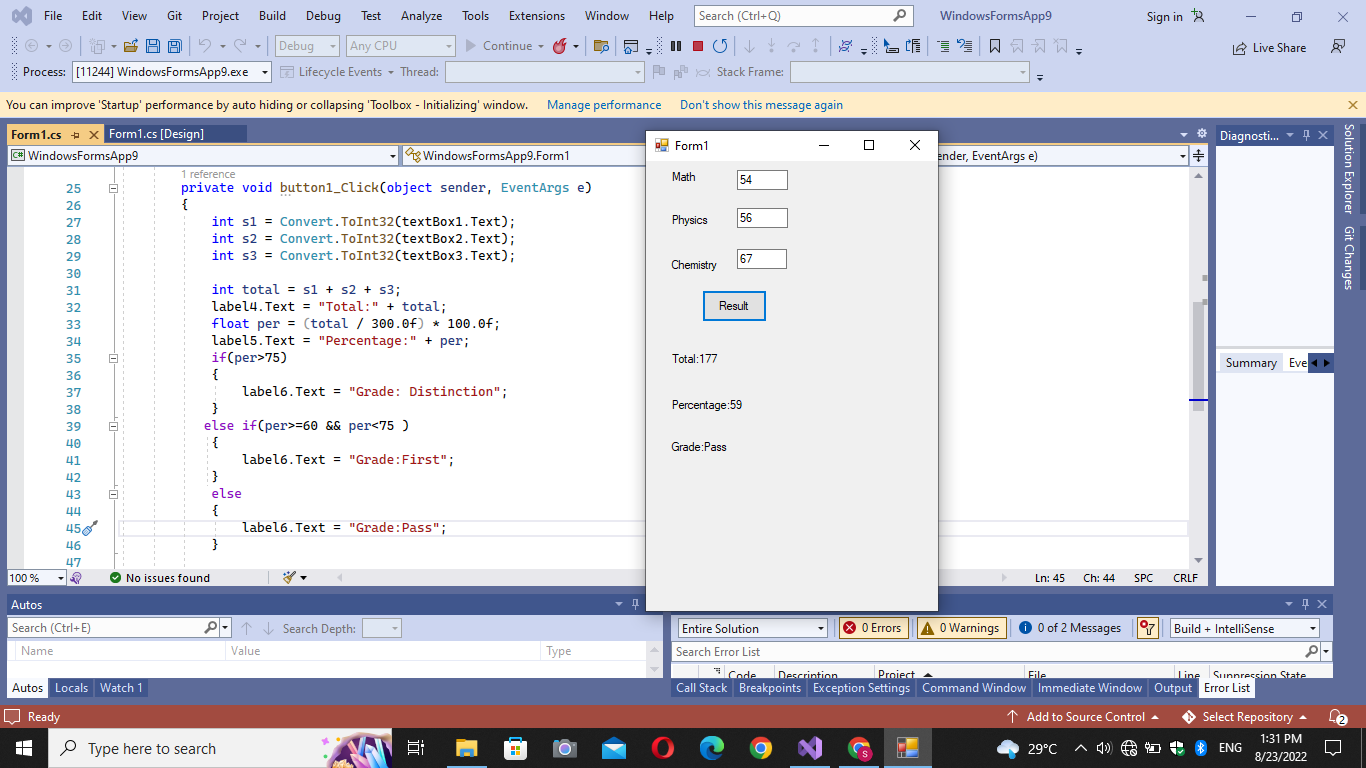 File Edit View Git Project Build Debug Test Analyze Tools Extensions Window Help Search (Ctrl+Q) WindowsFormsApp9 Sign in
Debug Any CPU Continue Live Share
Process: [11244] WindowsFormsApp9.exe Lifecycle Events Thread: Stack Frame:
You can improve 'Startup' performance by auto hiding or collapsing 'Toolbox - Initializing' window. Manage performance Don't show this message again
Form1.cs Form1.cs [Design]
C# WindowsFormsApp9 WindowsFormsApp9.Form1 ender, EventArgs e)
1 reference
25 private void button1_Click(object sender, EventArgs e)
26 {
27 int s1 = Convert.ToInt32(textBox1.Text);
28 int s2 = Convert.ToInt32(textBox2.Text);
29 int s3 = Convert.ToInt32(textBox3.Text);
30
31 int total = s1 + s2 + s3;
32 label4.Text = "Total:" + total;
33 float per = (total / 300.0f) * 100.0f;
34 label5.Text = "Percentage:" + per;
35 if(per>75)
36 {
37 label6.Text = "Grade: Distinction";
38 }
39 else if(per>=60 && per<75 )
40 {
41 label6.Text = "Grade:First";
42 }
43 else
44 {
45 label6.Text = "Grade:Pass";
46 }
47
100 % No issues found Ln: 45 Ch: 44 SPC CRLF
Form1
Math 54
Physics 56
Chemistry 67
Result
Total:177
Percentage:59
Grade:Pass
Diagnosti...
Summary Eve
Solution Explorer
Git Changes
Autos
Search (Ctrl+E) Search Depth:
Name Value Type
Autos Locals Watch 1
Entire Solution 0 Errors 0 Warnings 0 of 2 Messages Build + IntelliSense
Search Error List
Code Description Project File Line Suppression State
Call Stack Breakpoints Exception Settings Command Window Immediate Window Output Error List
Ready Add to Source Control Select Repository 2
Type here to search S 29°C ENG 1:31 PM
8/23/2022